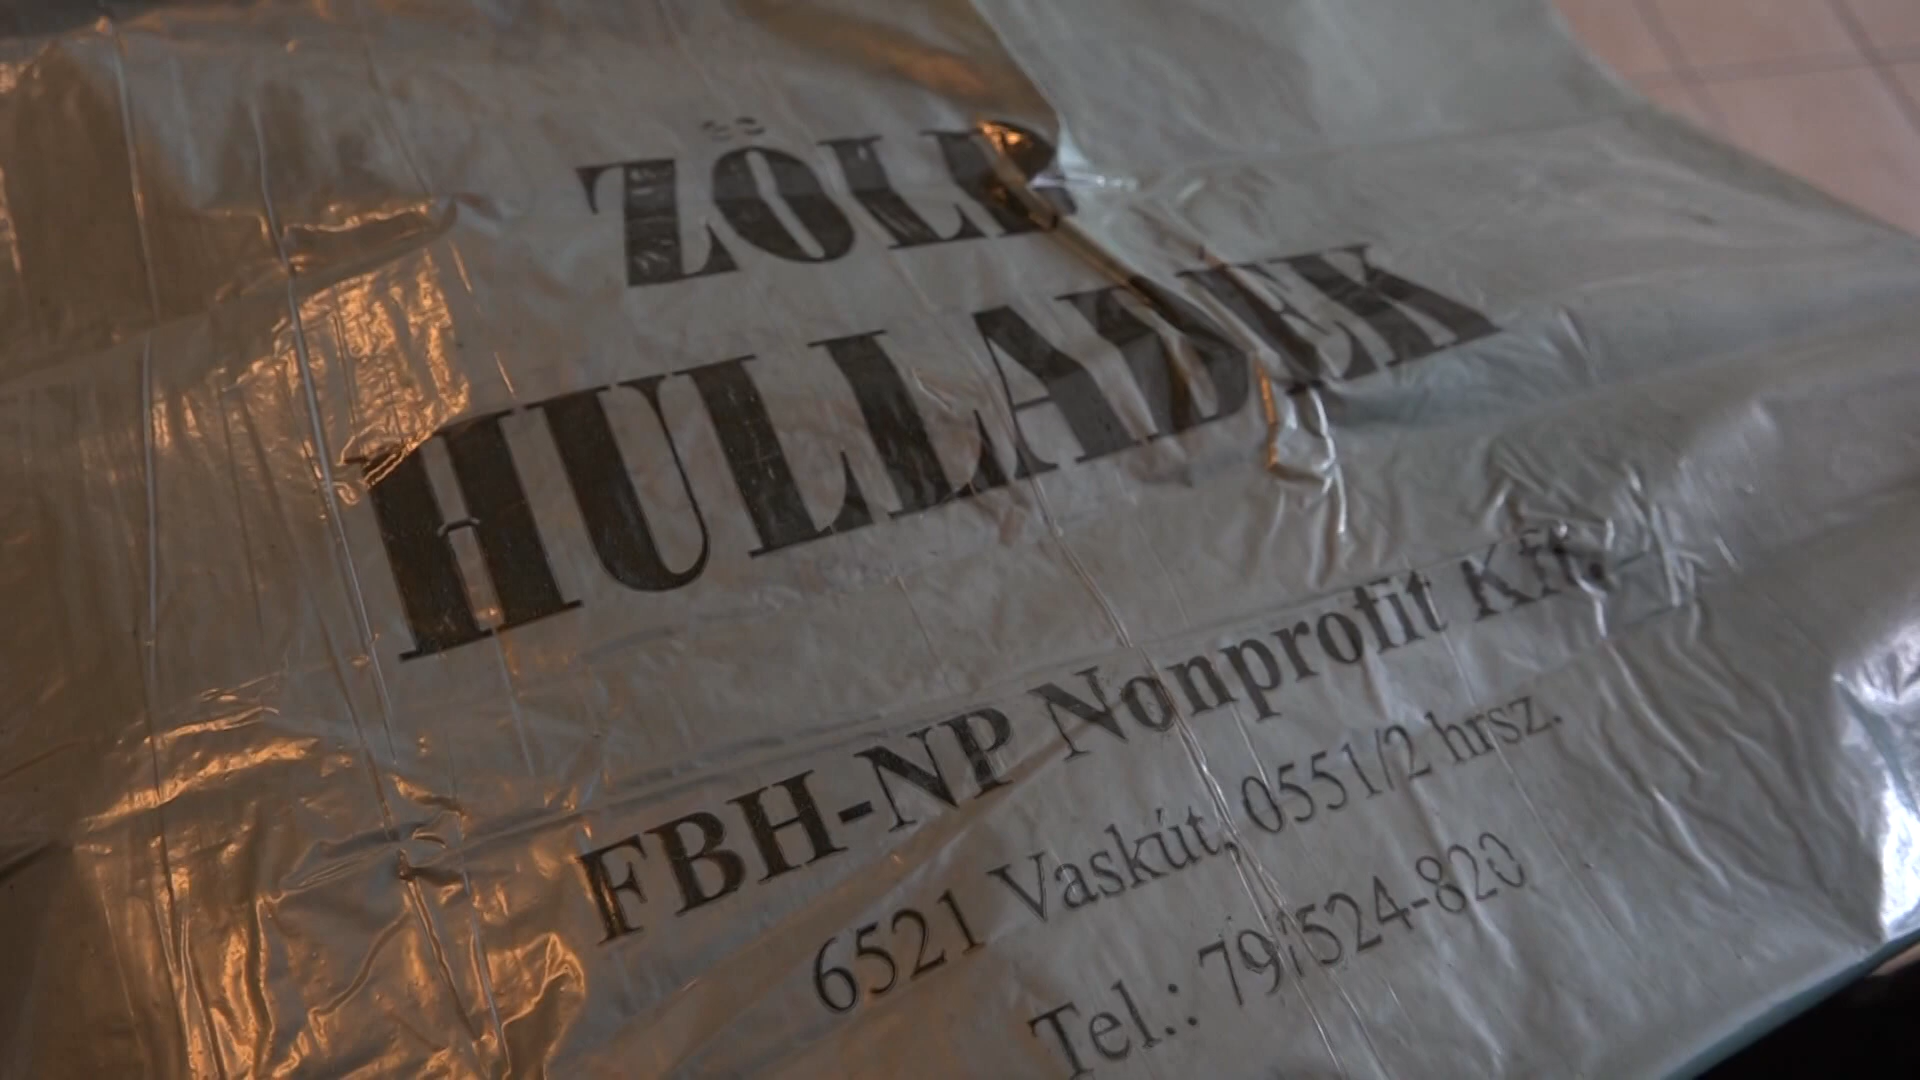 ZÖLD
HULLADÉK
FBH-NP Nonprofit Kft.
6521 Vaskút, 0551/2 hrsz.
Tel.: 79/524-820